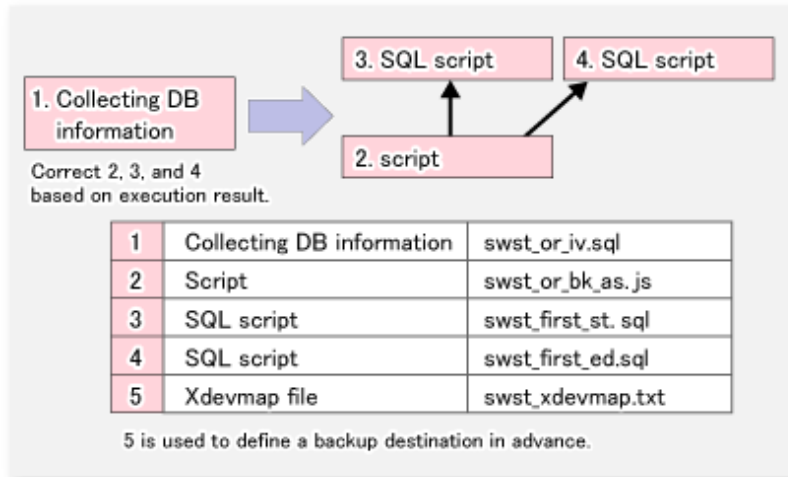 3. SQL script
4. SQL script
1. Collecting DB
information
2. script
Correct 2, 3, and 4
based on execution result.
1 Collecting DB information swst_or_iv.sql
2 Script swst_or_bk_as.js
3 SQL script swst_first_st. sql
4 SQL script swst_first_ed.sql
5 Xdevmap file swst_xdevmap.txt
5 is used to define a backup destination in advance.